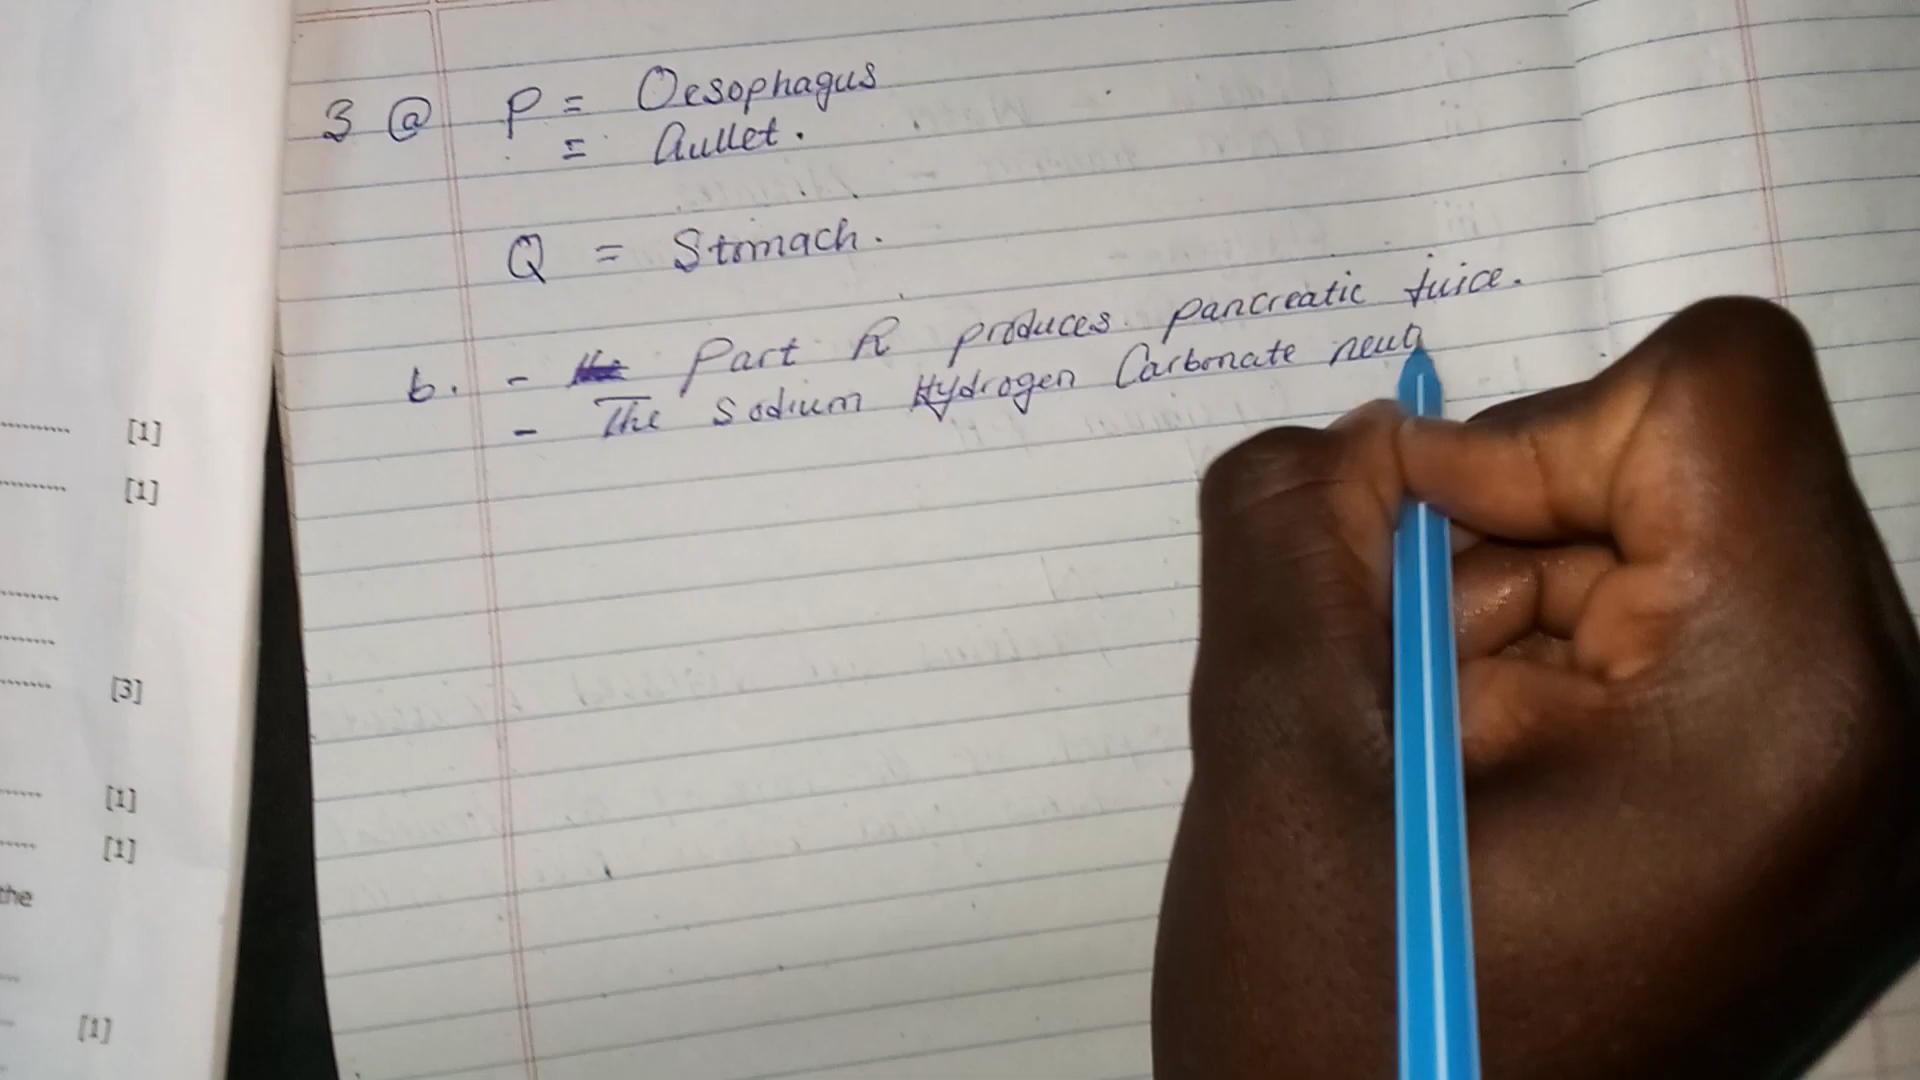 [1]
[1]
[3]
[1]
[1]
the
[1]
3 @ P = Oesophagus
= Gullet.
Q = Stomach.
b. - Part R produces pancreatic juice.
- The Sodium Hydrogen Carbonate neut